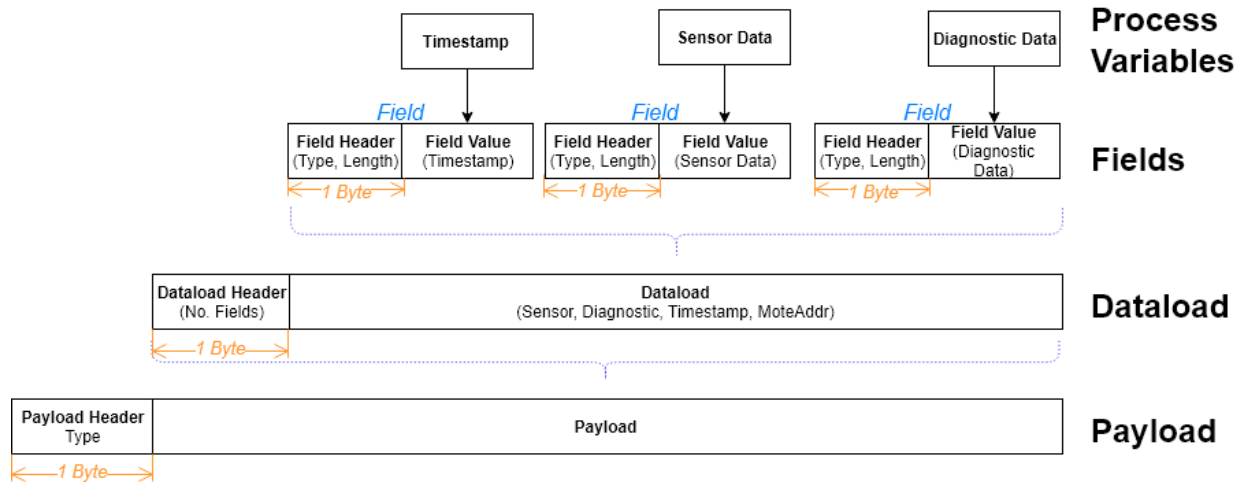 Process
Variables
Timestamp
Sensor Data
Diagnostic Data
Field
Field
Field
Field Header
(Type, Length)
Field Value
(Timestamp)
Field Header
(Type, Length)
Field Value
(Sensor Data)
Field Header
(Type, Length)
Field Value
(Diagnostic
Data)
Fields
1 Byte
1 Byte
1 Byte
Dataload Header
(No. Fields)
Dataload
(Sensor, Diagnostic, Timestamp, MoteAddr)
Dataload
1 Byte
Payload Header
Type
Payload
Payload
1 Byte